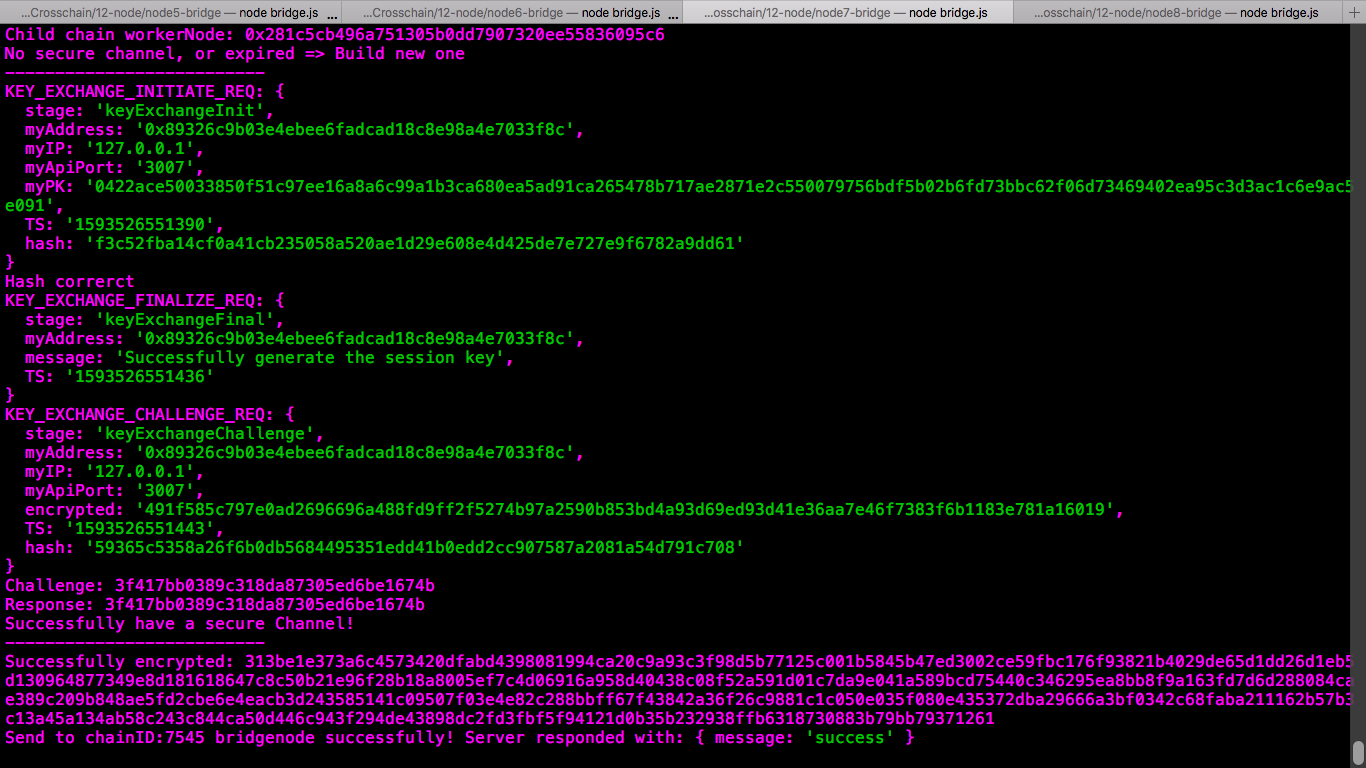 ...Crosschain/12-node/node5-bridge — node bridge.js ...
...Crosschain/12-node/node6-bridge — node bridge.js ...
...osschain/12-node/node7-bridge — node bridge.js
...osschain/12-node/node8-bridge — node bridge.js
Child chain workerNode: 0x281c5cb496a751305b0dd7907320ee55836095c6
No secure channel, or expired => Build new one
--------------------------
KEY_EXCHANGE_INITIATE_REQ: {
  stage: 'keyExchangeInit',
  myAddress: '0x89326c9b03e4ebee6fadcad18c8e98a4e7033f8c',
  myIP: '127.0.0.1',
  myApiPort: '3007',
  myPK: '0422ace50033850f51c97ee16a8a6c99a1b3ca680ea5ad91ca265478b717ae2871e2c550079756bdf5b02b6fd73bbc62f06d73469402ea95c3d3ac1c6e9ac5
e091',
  TS: '1593526551390',
  hash: 'f3c52fba14cf0a41cb235058a520ae1d29e608e4d425de7e727e9f6782a9dd61'
}
Hash correrct
KEY_EXCHANGE_FINALIZE_REQ: {
  stage: 'keyExchangeFinal',
  myAddress: '0x89326c9b03e4ebee6fadcad18c8e98a4e7033f8c',
  message: 'Successfully generate the session key',
  TS: '1593526551436'
}
KEY_EXCHANGE_CHALLENGE_REQ: {
  stage: 'keyExchangeChallenge',
  myAddress: '0x89326c9b03e4ebee6fadcad18c8e98a4e7033f8c',
  myIP: '127.0.0.1',
  myApiPort: '3007',
  encrypted: '491f585c797e0ad2696696a488fd9ff2f5274b97a2590b853bd4a93d69ed93d41e36aa7e46f7383f6b1183e781a16019',
  TS: '1593526551443',
  hash: '59365c5358a26f6b0db5684495351edd41b0edd2cc907587a2081a54d791c708'
}
Challenge: 3f417bb0389c318da87305ed6be1674b
Response: 3f417bb0389c318da87305ed6be1674b
Successfully have a secure Channel!
--------------------------
Successfully encrypted: 313be1e373a6c4573420dfabd4398081994ca20c9a93c3f98d5b77125c001b5845b47ed3002ce59fbc176f93821b4029de65d1dd26d1eb5
d130964877349e8d181618647c8c50b21e96f28b18a8005ef7c4d06916a958d40438c08f52a591d01c7da9e041a589bcd75440c346295ea8bb8f9a163fd7d6d288084ca
e389c209b848ae5fd2cbe6e4eacb3d243585141c09507f03e4e82c288bbff67f43842a36f26c9881c1c050e035f080e435372dba29666a3bf0342c68faba211162b57b3
c13a45a134ab58c243c844ca50d446c943f294de43898dc2fd3fbf5f94121d0b35b232938ffb6318730883b79bb79371261
Send to chainID:7545 bridgenode successfully! Server responded with: { message: 'success' }